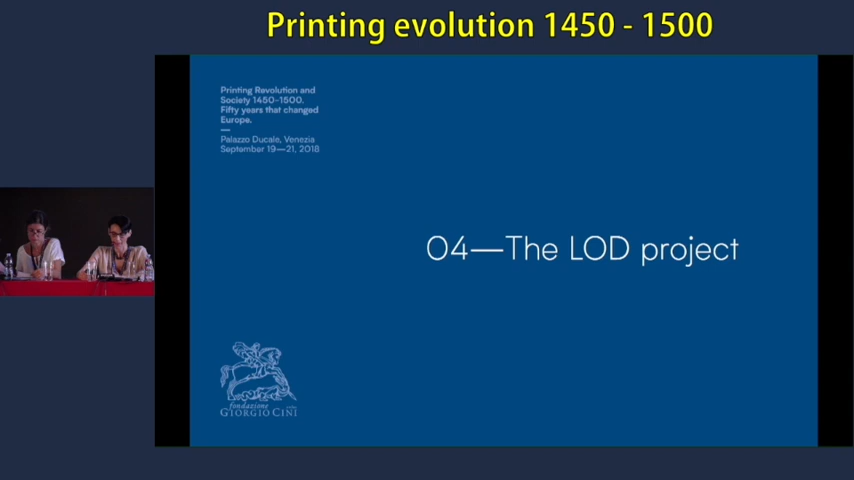 Printing evolution 1450 - 1500
Printing Revolution and
Society 1450–1500.
Fifty years that changed
Europe.
—
Palazzo Ducale, Venezia
September 19—21, 2018
04—The LOD project
fondazione
GIORGIO CINI